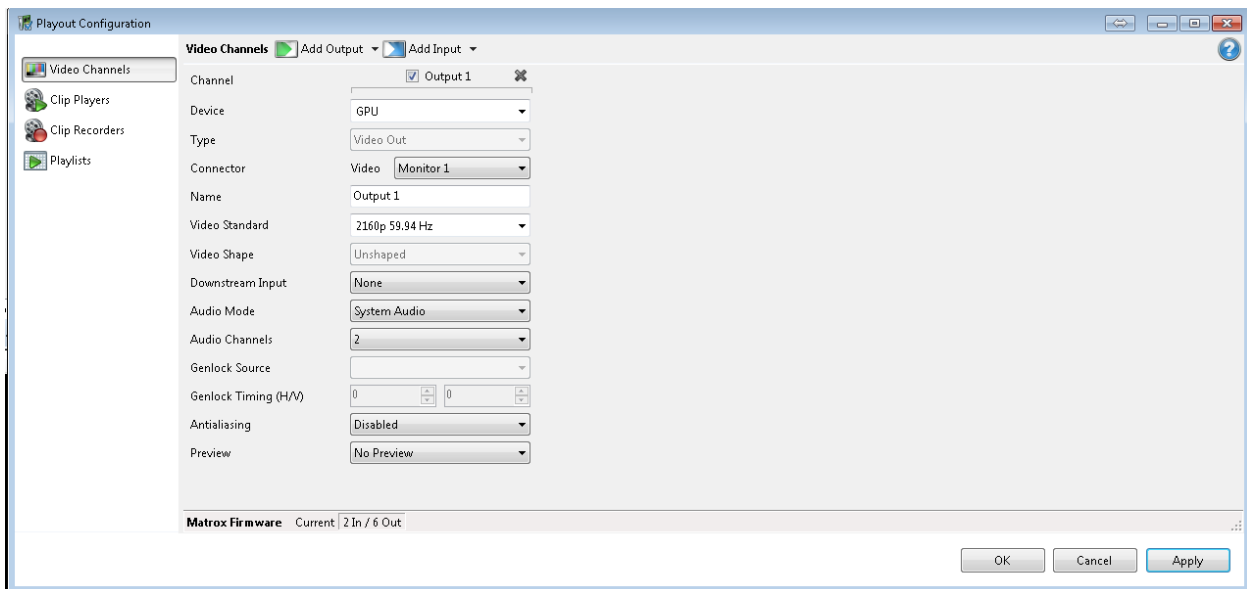 Playout Configuration
Video Channels Add Output Add Input
Video Channels
Clip Players
Clip Recorders
Playlists
Channel Output 1
Device GPU
Type Video Out
Connector Video Monitor 1
Name Output 1
Video Standard 2160p 59.94 Hz
Video Shape Unshaped
Downstream Input None
Audio Mode System Audio
Audio Channels 2
Genlock Source
Genlock Timing (H/V) 0 0
Antialiasing Disabled
Preview No Preview
Matrox Firmware Current 2 In / 6 Out
OK Cancel Apply